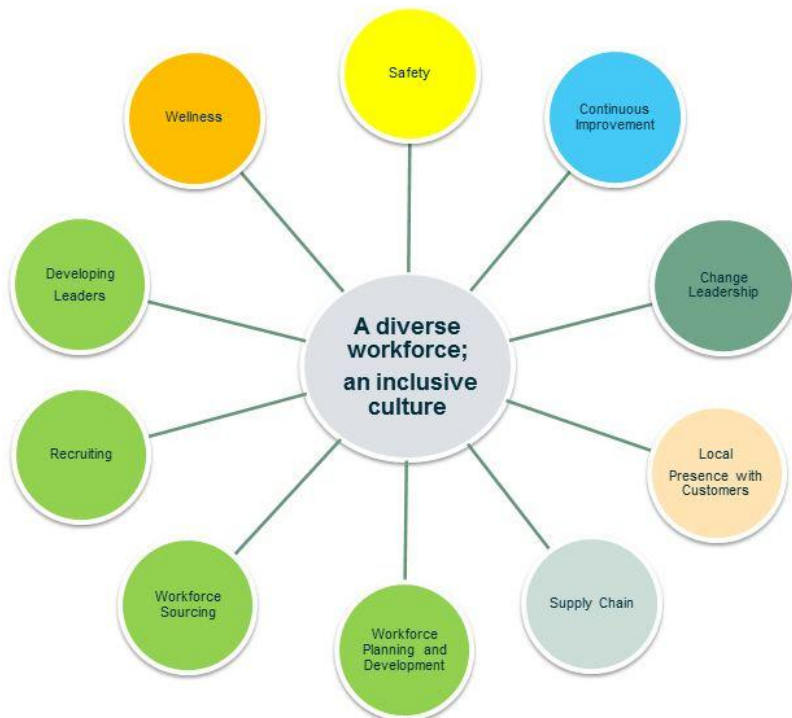 Safety
Wellness
Continuous
Improvement
Developing
Leaders
Change
Leadership
A diverse
workforce;
an inclusive
culture
Recruiting
Local
Presence with
Customers
Workforce
Sourcing
Workforce
Planning and
Development
Supply Chain